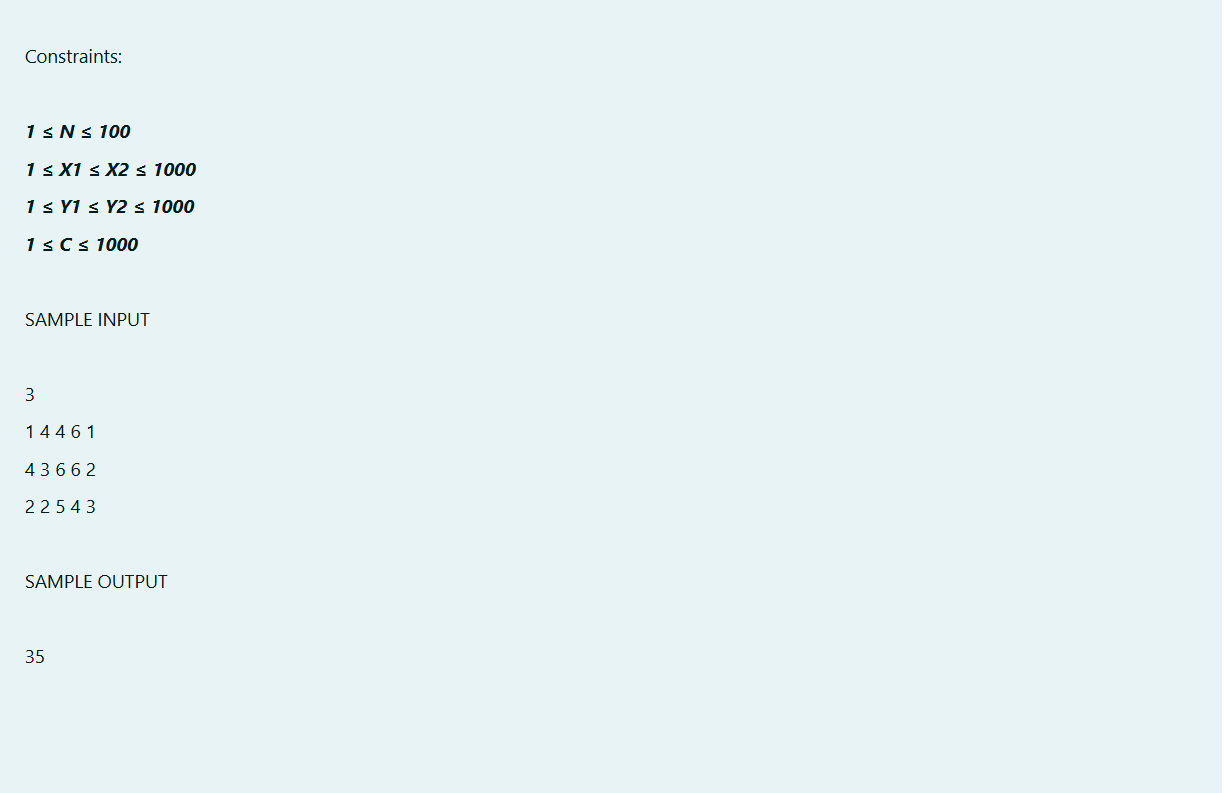 Constraints:
1 ≤ N ≤ 100
1 ≤ X1 ≤ X2 ≤ 1000
1 ≤ Y1 ≤ Y2 ≤ 1000
1 ≤ C ≤ 1000
SAMPLE INPUT
3
1 4 4 6 1
4 3 6 6 2
2 2 5 4 3
SAMPLE OUTPUT
35